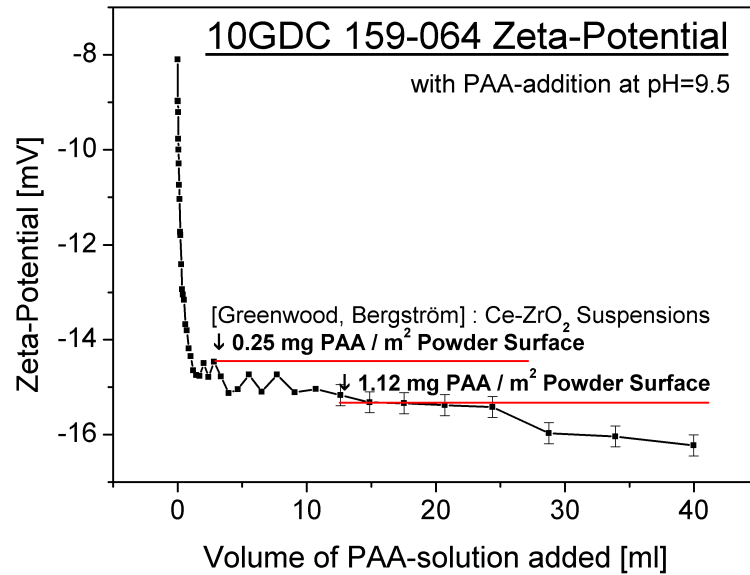 10GDC 159-064 Zeta-Potential
with PAA-addition at pH=9.5
Zeta-Potential [mV]
-8
-10
-12
-14
-16
[Greenwood, Bergström] : Ce-ZrO2 Suspensions
↓ 0.25 mg PAA / m2 Powder Surface
↓ 1.12 mg PAA / m2 Powder Surface
0 10 20 30 40
Volume of PAA-solution added [ml]